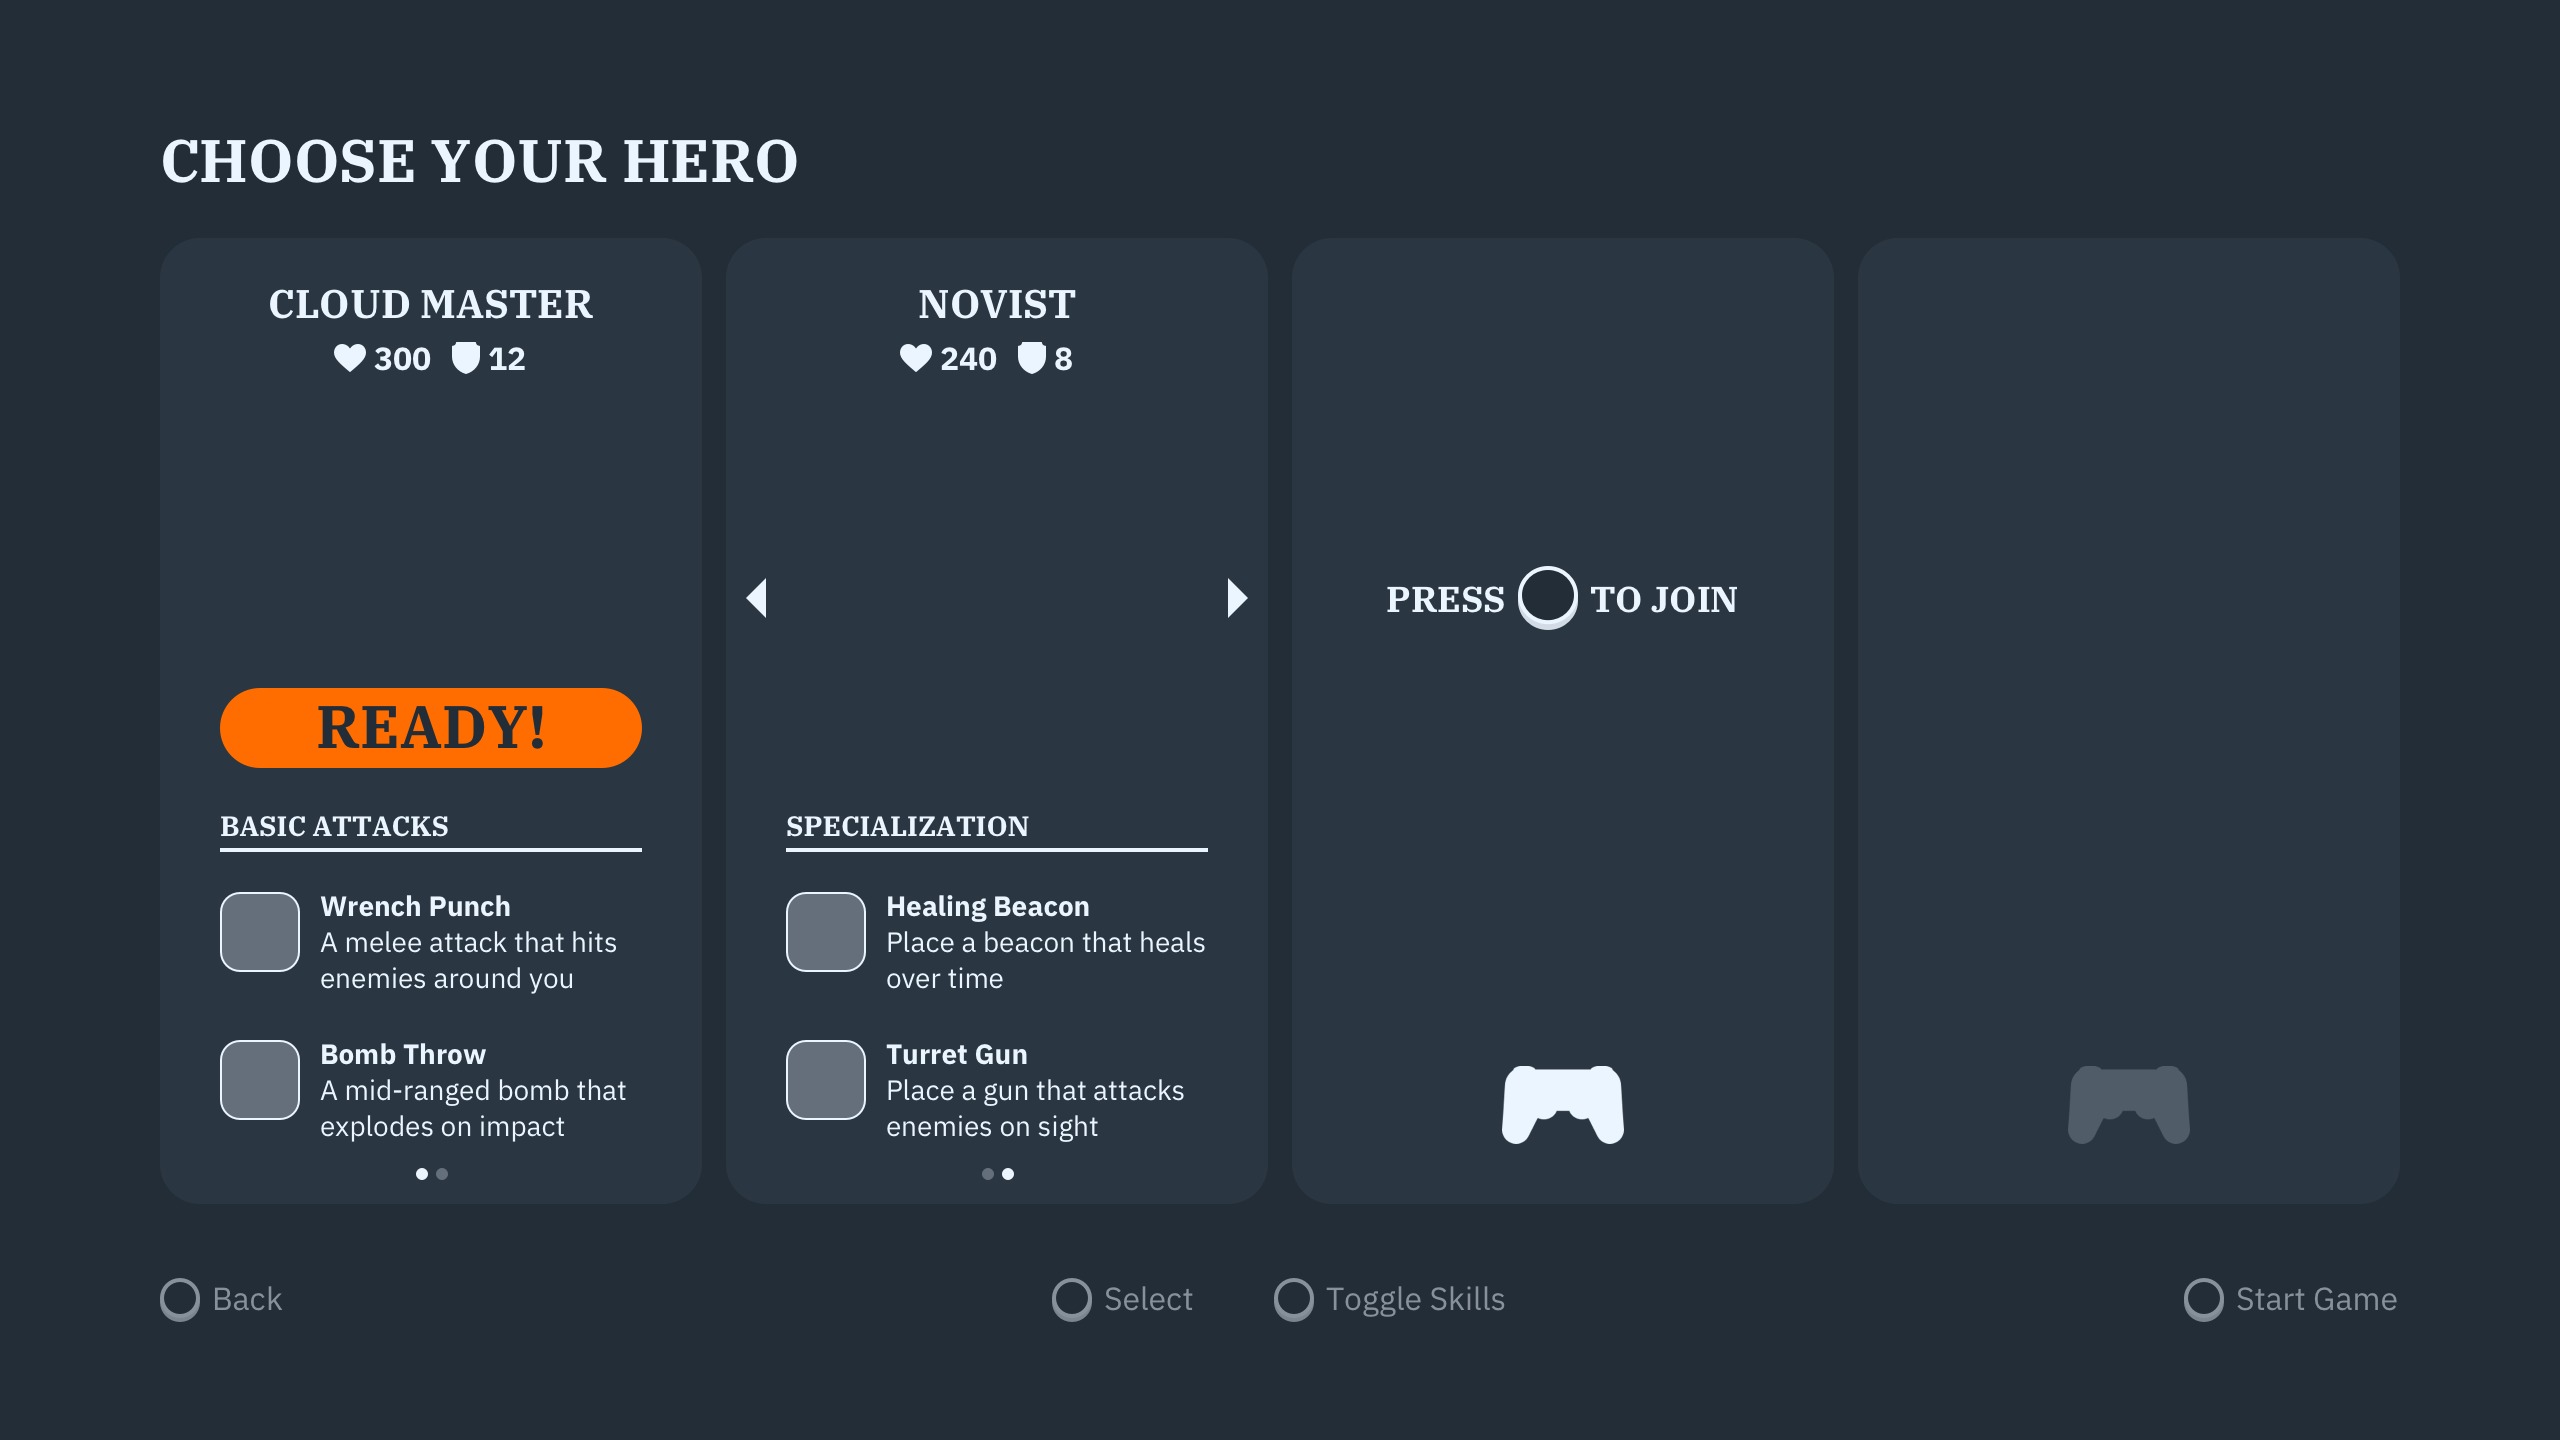 CHOOSE YOUR HERO
CLOUD MASTER
300 12
READY!
BASIC ATTACKS
Wrench Punch
A melee attack that hits
enemies around you
Bomb Throw
A mid-ranged bomb that
explodes on impact
NOVIST
240 8
SPECIALIZATION
Healing Beacon
Place a beacon that heals
over time
Turret Gun
Place a gun that attacks
enemies on sight
PRESS TO JOIN
Back
Select
Toggle Skills
Start Game